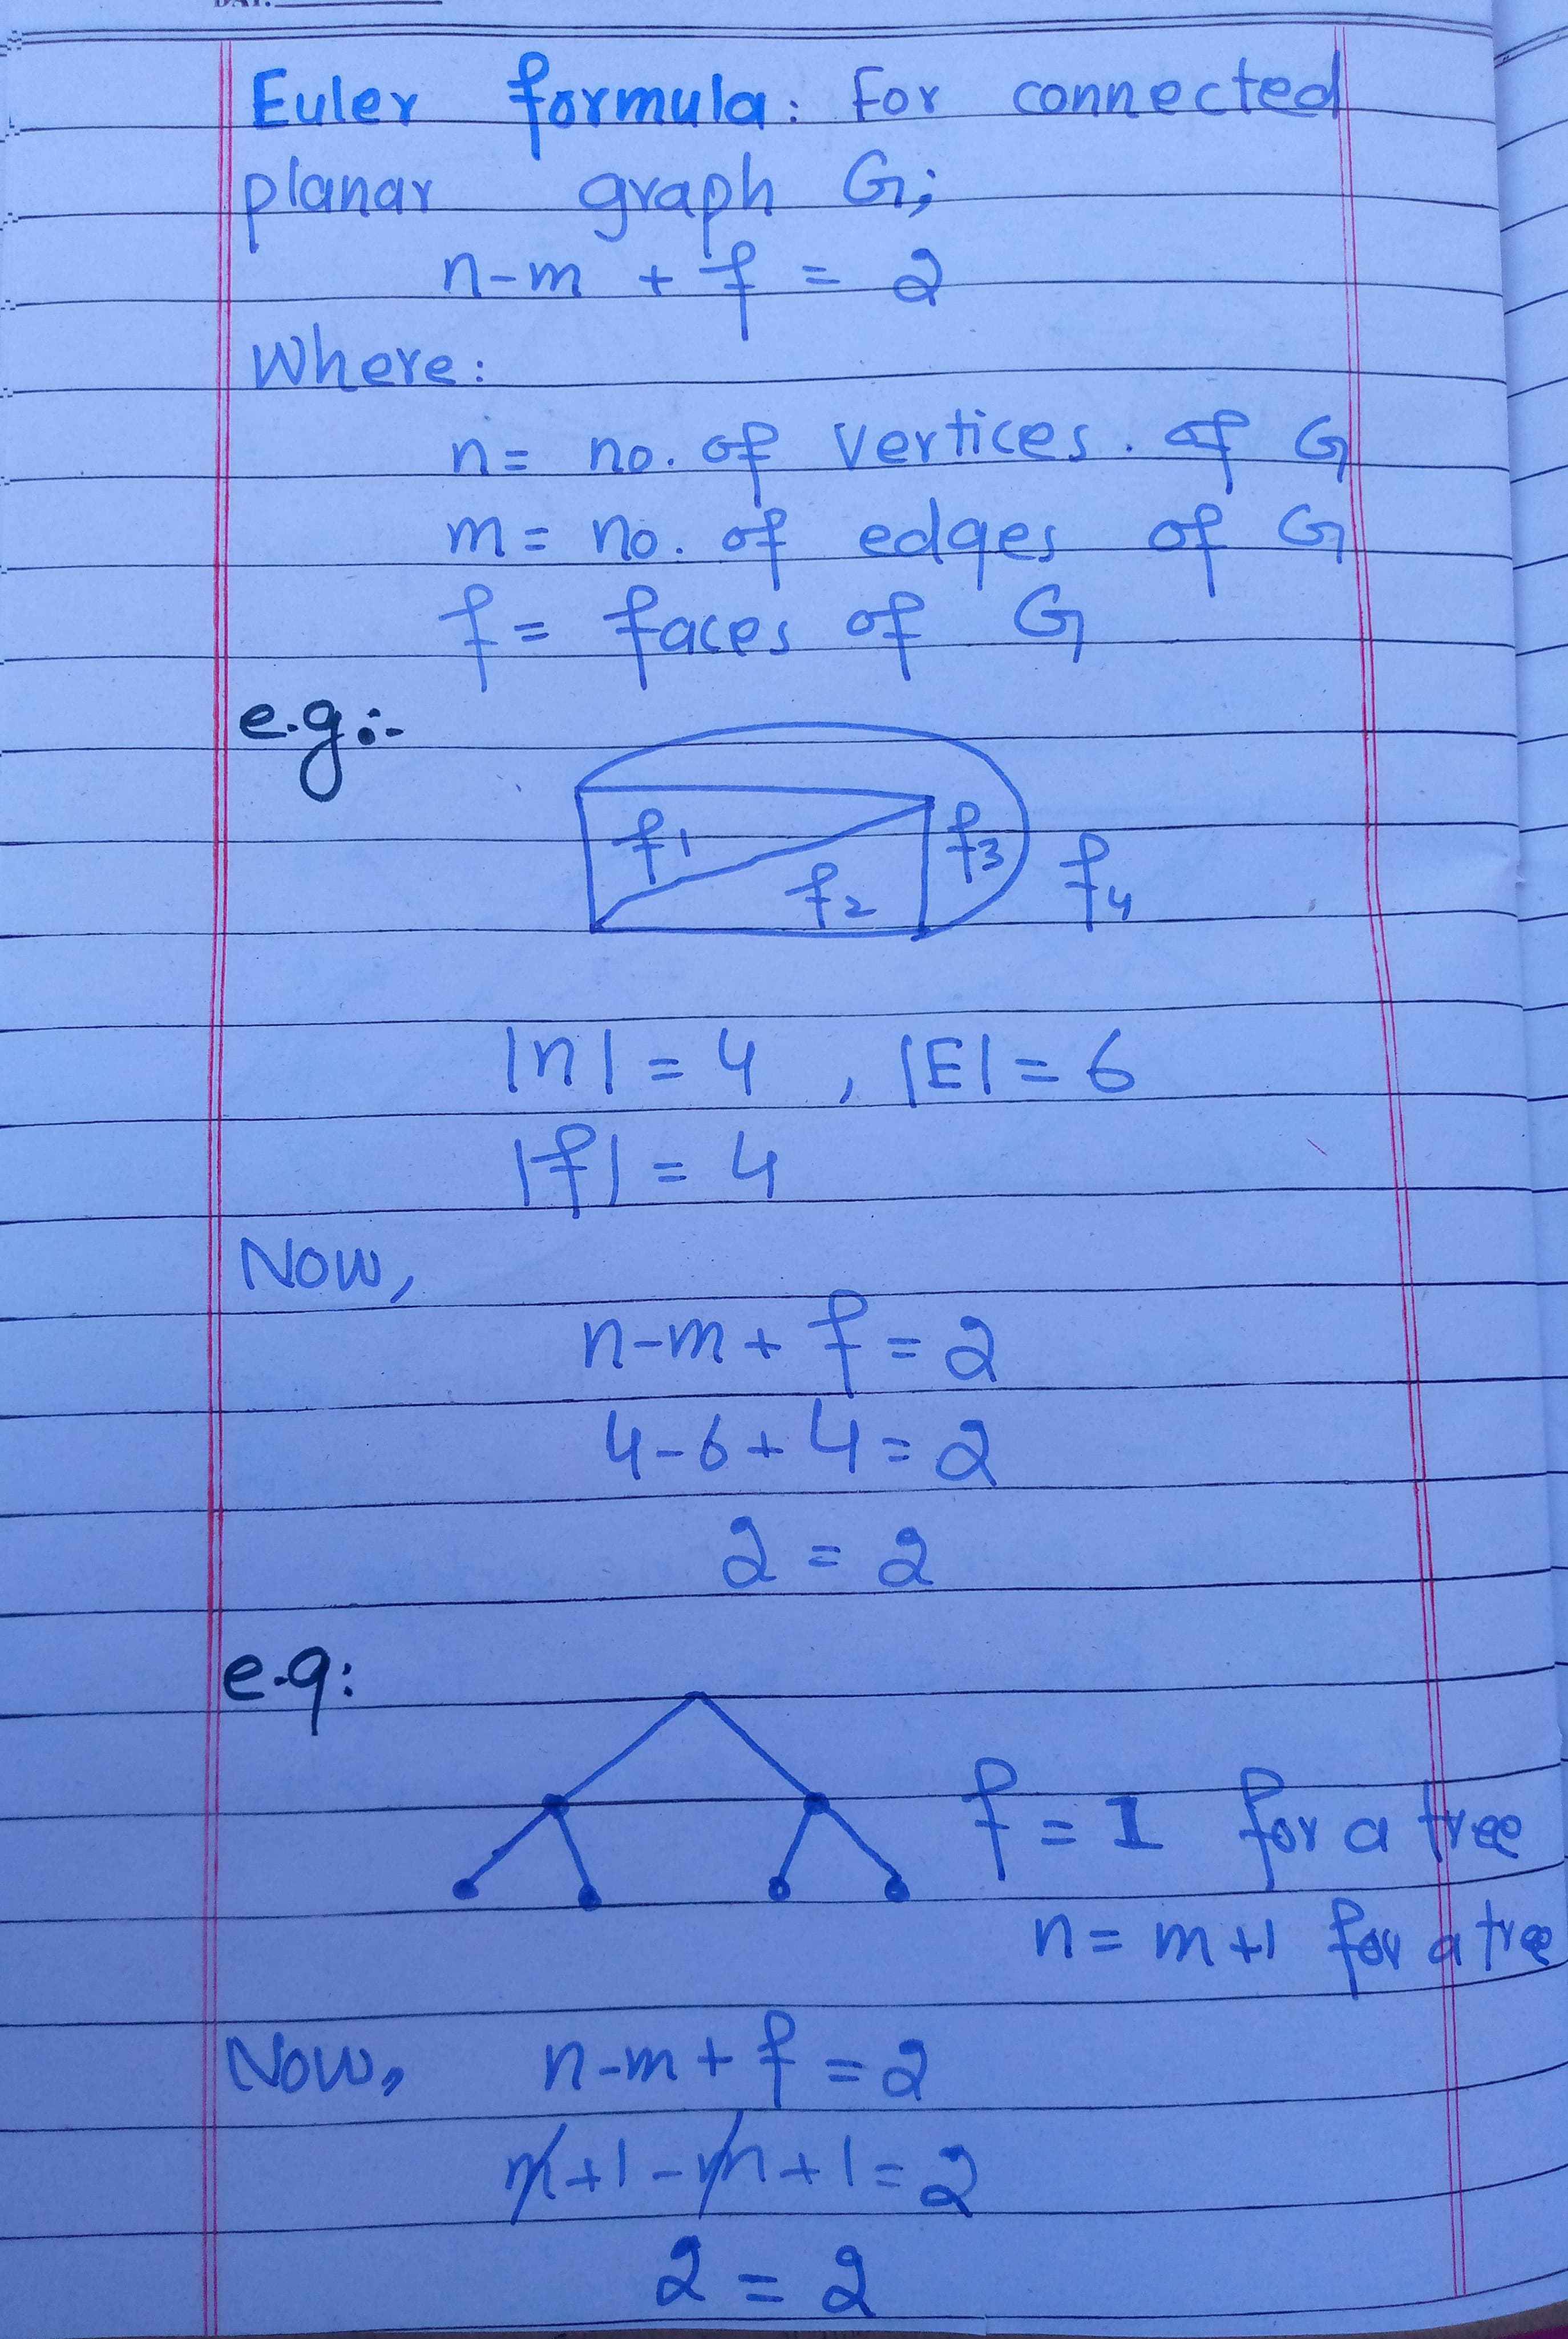 Euler formula: For connected
planar graph G;
n-m + f = 2
Where:
n= no. of vertices. of G
m= no. of edges of G
f= faces of G
e.g:-
f1 f2 f3 f4
|n| = 4 , |E| = 6
|f| = 4
Now,
n-m+ f = 2
4-6+4=2
2 = 2
e.g:
f = 1 for a tree
n= m+1 for a tree
Now, n-m+f=2
m+1-m+1=2
2 = 2